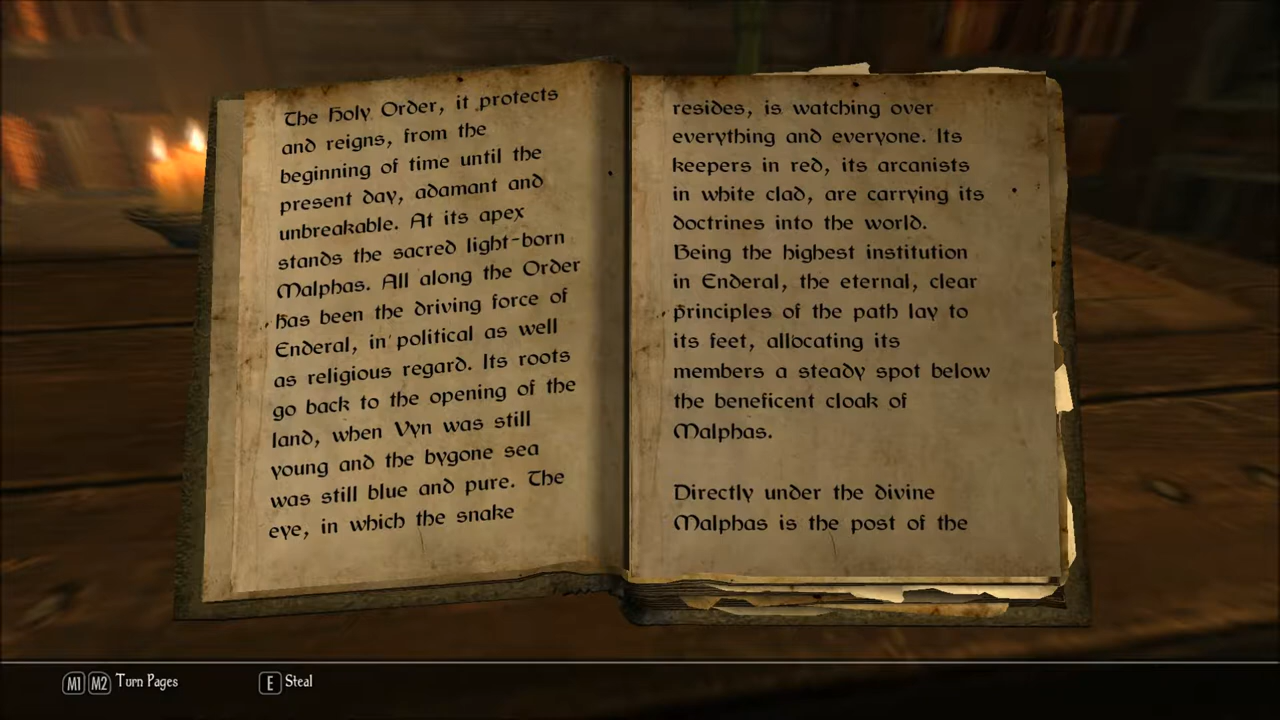 The Holy Order, it protects
and reigns, from the
beginning of time until the
present day, adamant and
unbreakable. At its apex
stands the sacred light-born
Malphas. All along the Order
has been the driving force of
Enderal, in political as well
as religious regard. Its roots
go back to the opening of the
land, when Vyn was still
young and the bygone sea
was still blue and pure. The
eye, in which the snake
resides, is watching over
everything and everyone. Its
keepers in red, its arcanists
in white clad, are carrying its
doctrines into the world.
Being the highest institution
in Enderal, the eternal, clear
principles of the path lay to
its feet, allocating its
members a steady spot below
the beneficent cloak of
Malphas.
Directly under the divine
Malphas is the post of the
M1 M2 Turn Pages
E Steal